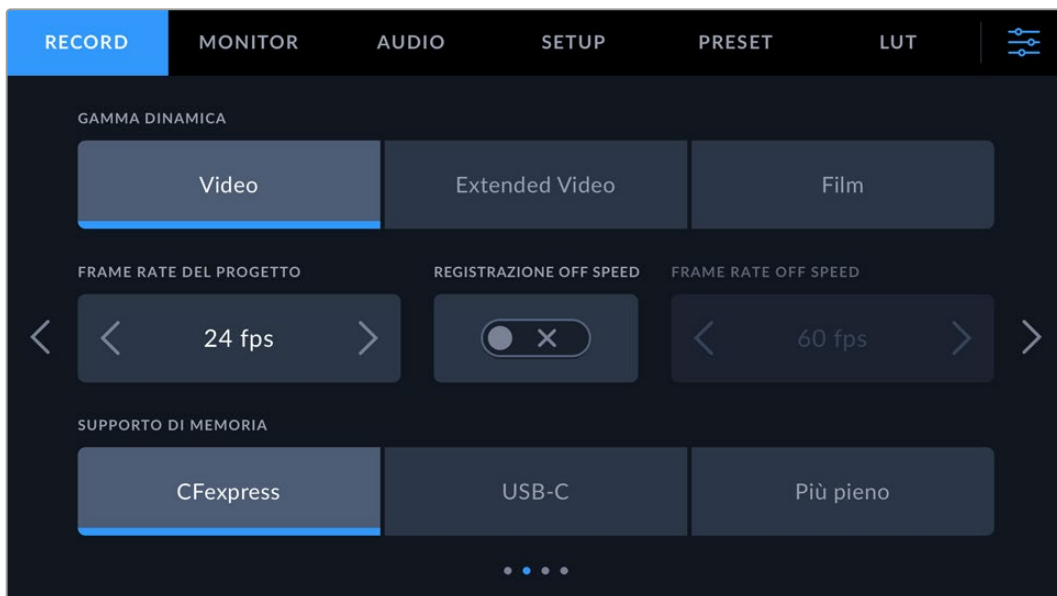 RECORD MONITOR AUDIO SETUP PRESET LUT
GAMMA DINAMICA
Video Extended Video Film
FRAME RATE DEL PROGETTO REGISTRAZIONE OFF SPEED FRAME RATE OFF SPEED
24 fps 60 fps
SUPPORTO DI MEMORIA
CFexpress USB-C Più pieno